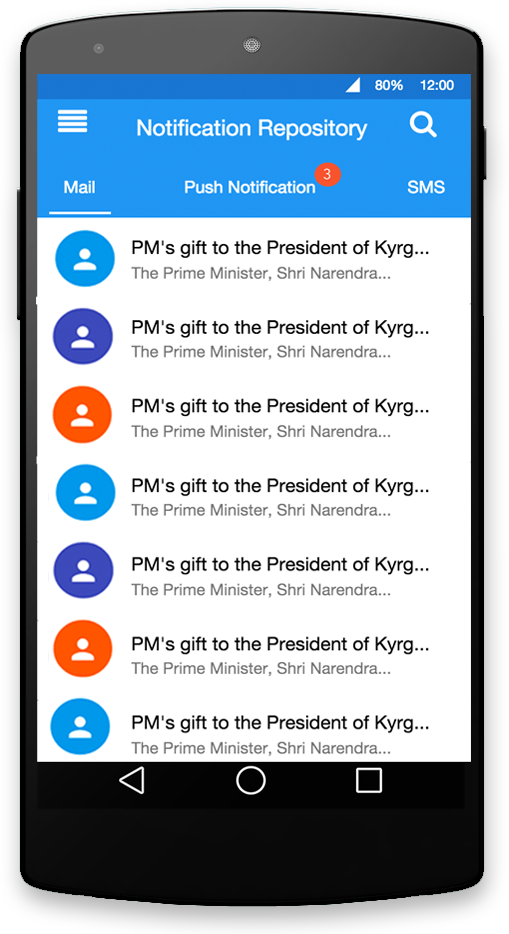 80% 12:00
Notification Repository
Mail Push Notification 3 SMS
PM's gift to the President of Kyrg...
The Prime Minister, Shri Narendra...
PM's gift to the President of Kyrg...
The Prime Minister, Shri Narendra...
PM's gift to the President of Kyrg...
The Prime Minister, Shri Narendra...
PM's gift to the President of Kyrg...
The Prime Minister, Shri Narendra...
PM's gift to the President of Kyrg...
The Prime Minister, Shri Narendra...
PM's gift to the President of Kyrg...
The Prime Minister, Shri Narendra...
PM's gift to the President of Kyrg...
The Prime Minister, Shri Narendra...